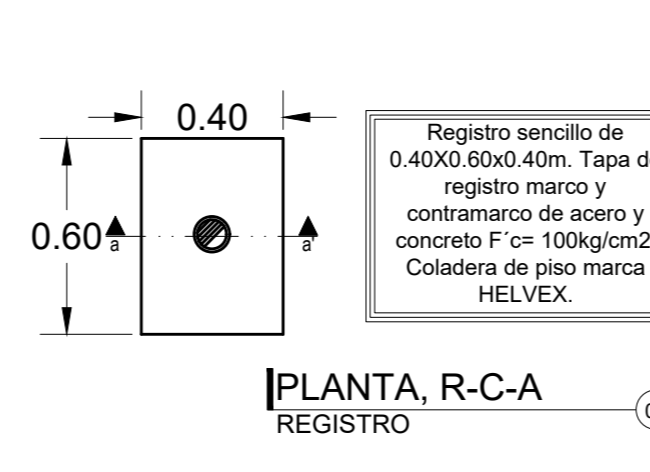 0.40
0.60
a
a'
Registro sencillo de
0.40X0.60x0.40m. Tapa
registro marco y
contramarco de acero y
concreto F´c= 100kg/cm2
Coladera de piso marca
HELVEX.
PLANTA, R-C-A
REGISTRO